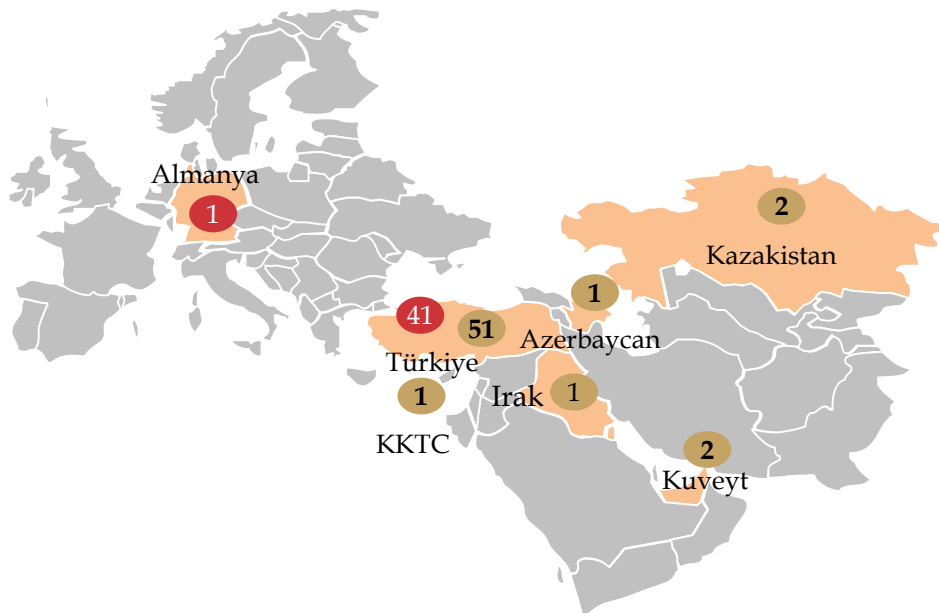 Almanya
1
2
Kazakistan
1
41
51
Azerbaycan
Türkiye
1
Irak
1
KKTC
2
Kuveyt